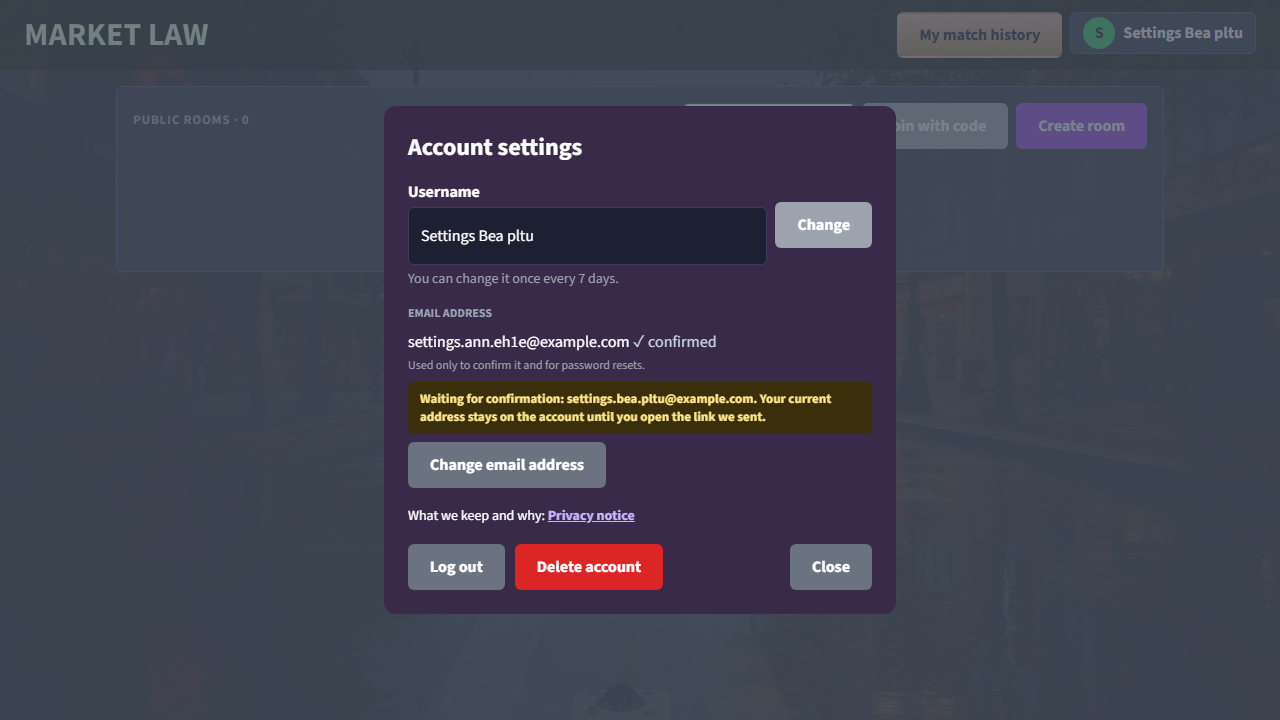 MARKET LAW
My match history
S
Settings Bea pltu
PUBLIC ROOMS · 0
with code
Create room
Account settings
Username
Settings Bea pltu
Change
You can change it once every 7 days.
EMAIL ADDRESS
settings.ann.eh1e@example.com ✓ confirmed
Used only to confirm it and for password resets.
Waiting for confirmation: settings.bea.pltu@example.com. Your current
address stays on the account until you open the link we sent.
Change email address
What we keep and why: Privacy notice
Log out
Delete account
Close